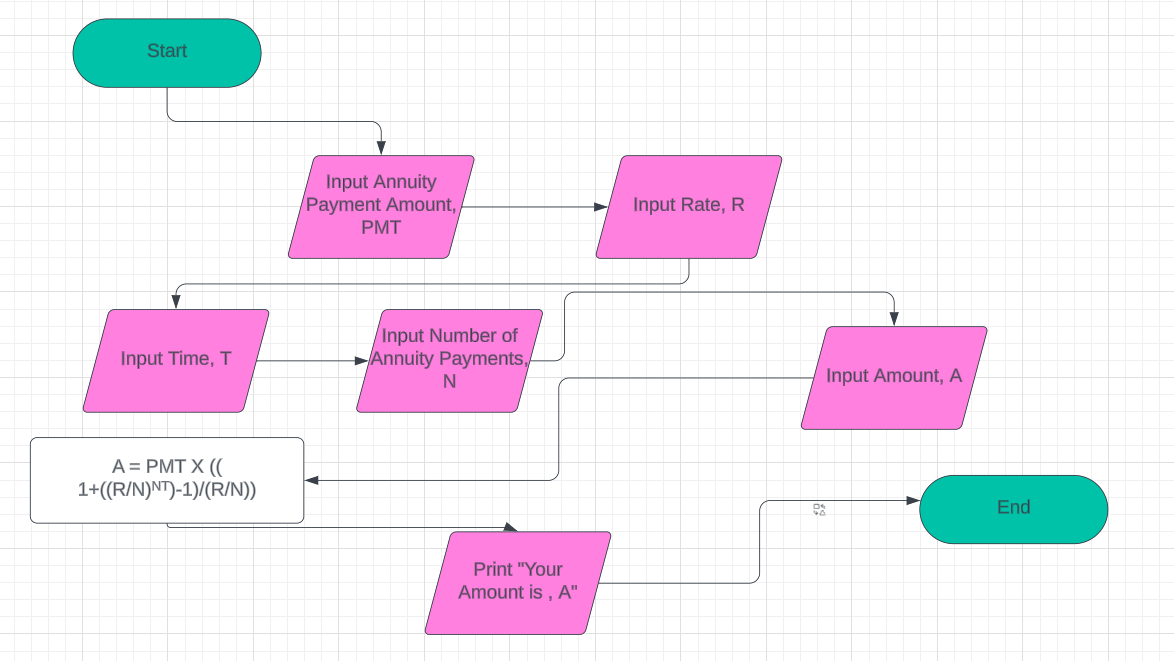 Start
Input Annuity
Payment Amount,
PMT
Input Rate, R
Input Time, T
Input Number of
Annuity Payments,
N
Input Amount, A
A = PMT X ((
1+((R/N)ᴺᵀ)-1)/(R/N))
Print "Your
Amount is , A"
End